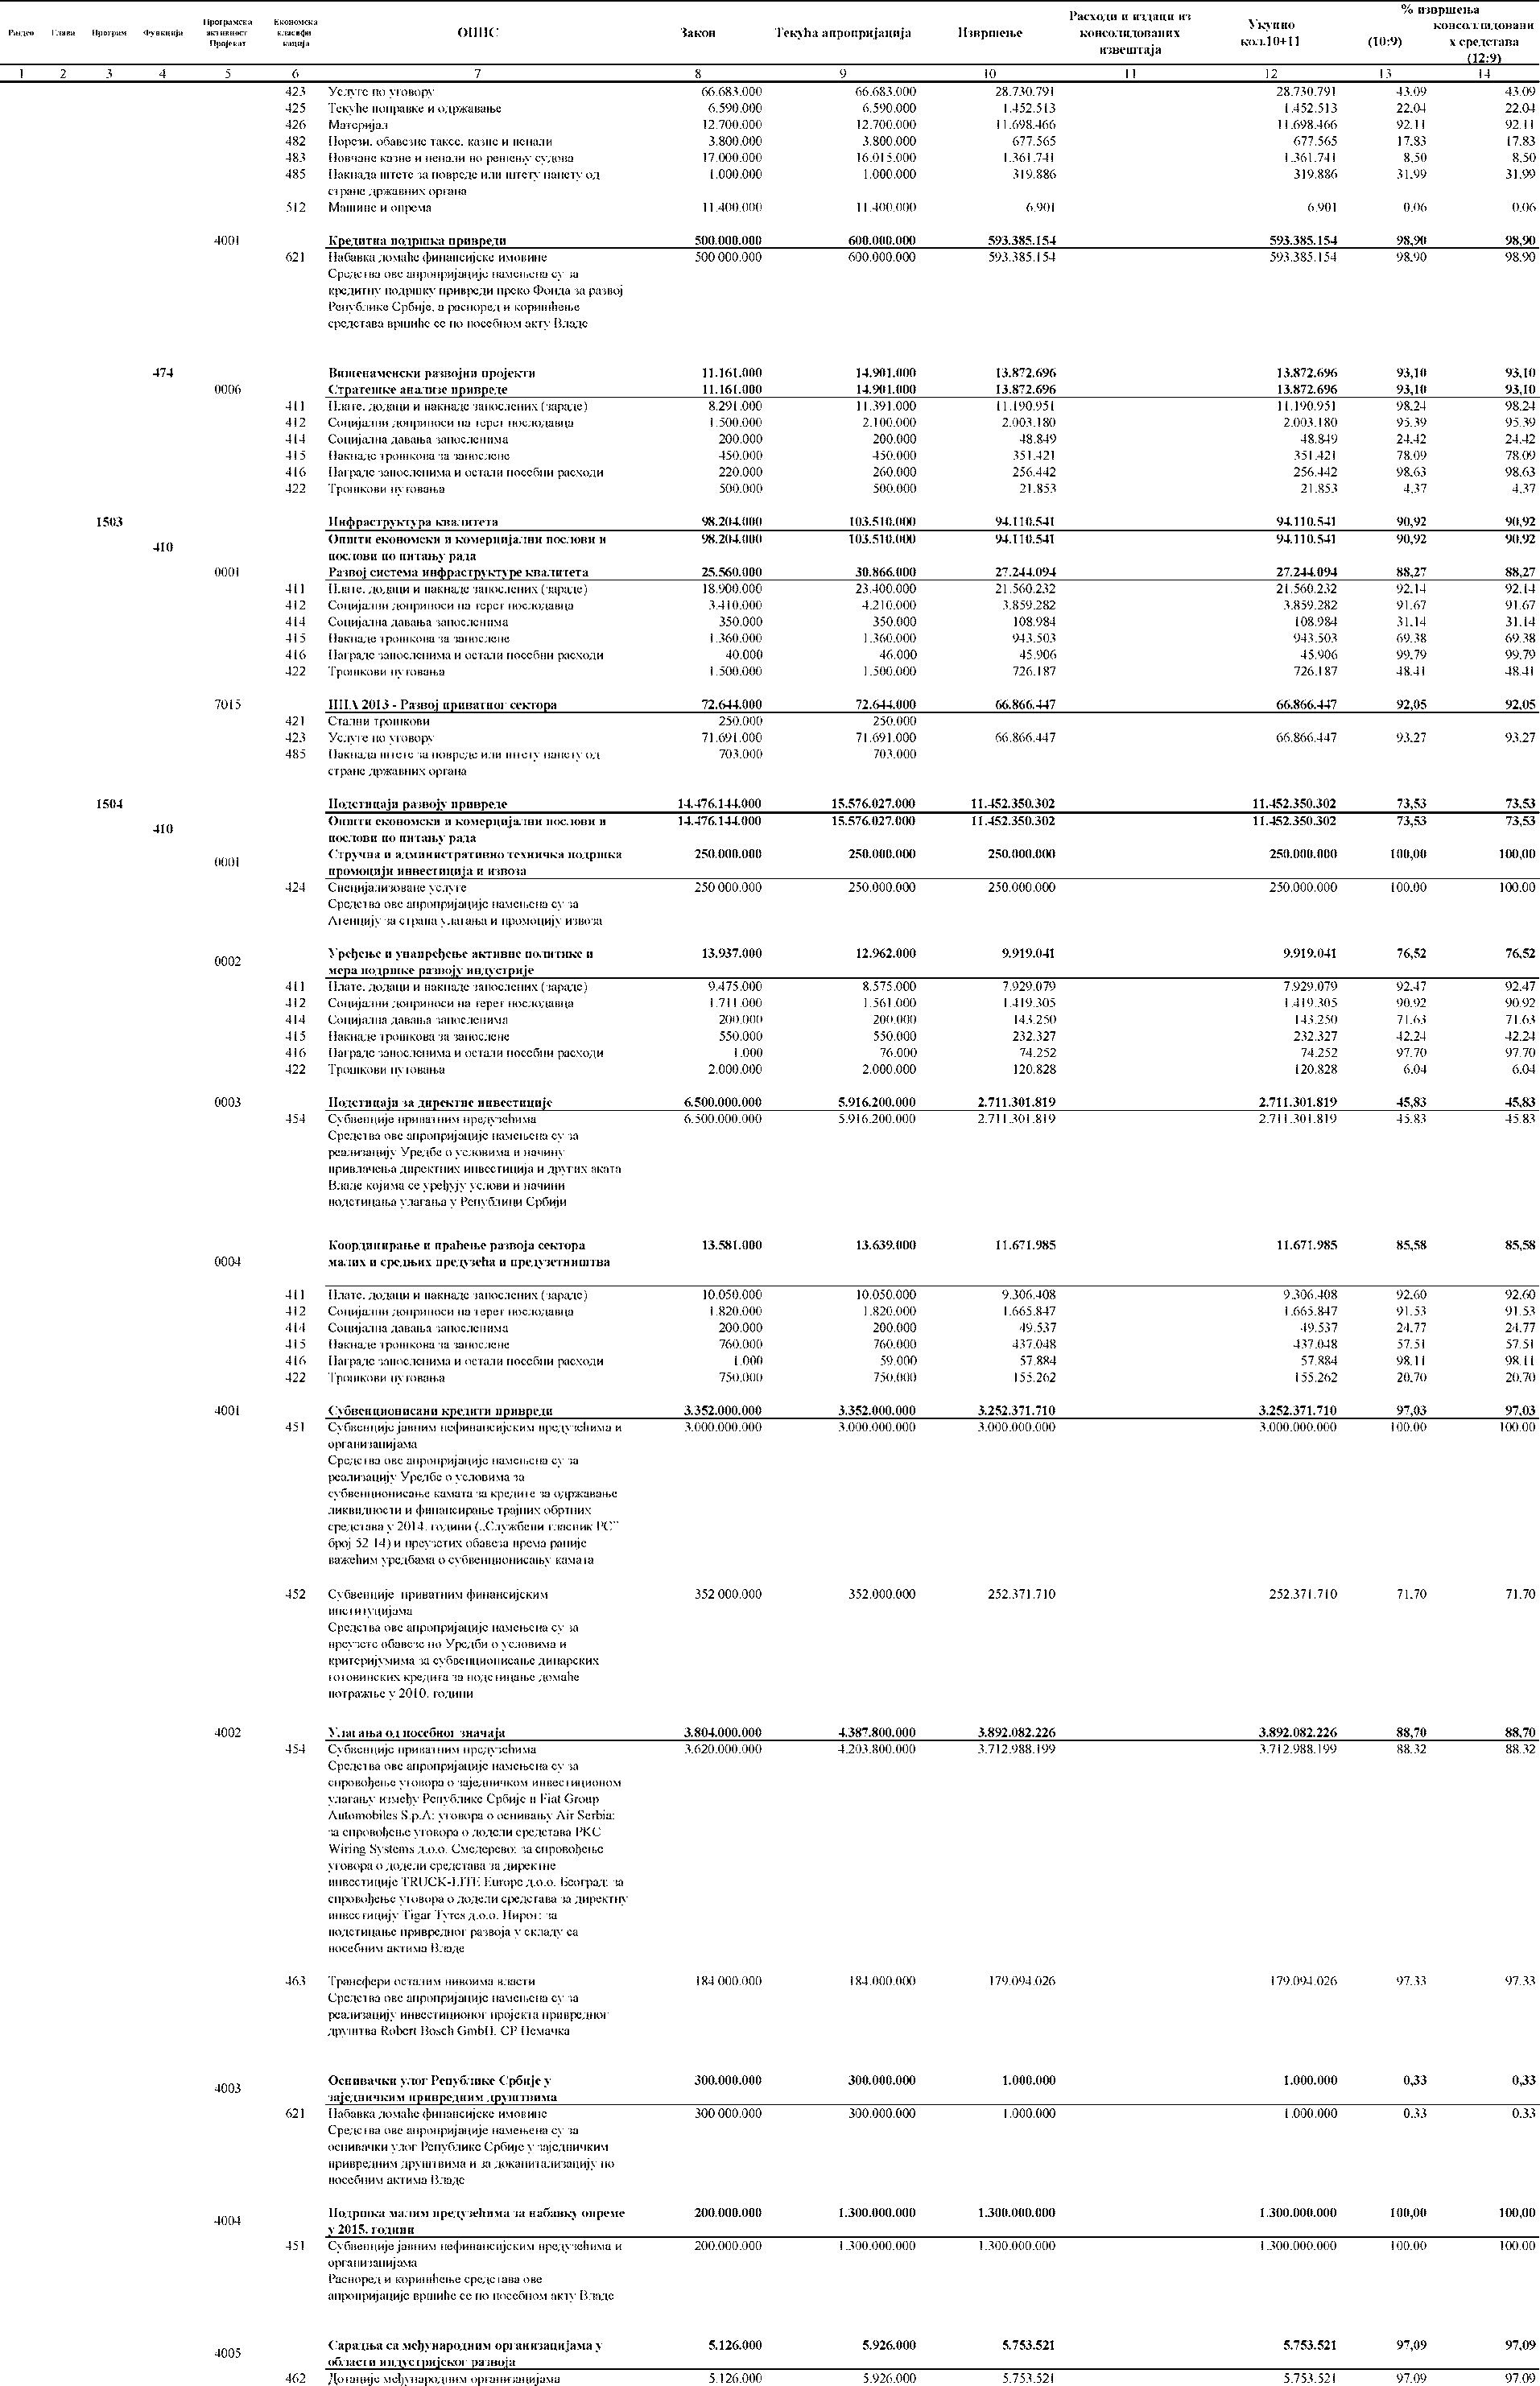 Раздео Глава Програм Функција Програмска активност Пројекат Економска класификација ОПИС Закон Текућа апропријација Извршење Расходи и издаци из консолидованих извештаја Укупно кол.10+11 % извршења (10:9) консолидованих средстава (12:9)
1 2 3 4 5 6 7 8 9 10 11 12 13 14
423 Услуге по уговору 66.683.000 66.683.000 28.730.791 28.730.791 43,09 43,09
425 Текуће поправке и одржавање 6.590.000 6.590.000 1.452.513 1.452.513 22,04 22,04
426 Материјал 12.700.000 12.700.000 11.698.466 11.698.466 92,11 92,11
482 Порези, обавезне таксе, казне и пенали 3.800.000 3.800.000 677.565 677.565 17,83 17,83
483 Новчане казне и пенали по решењу судова 17.000.000 16.015.000 1.361.741 1.361.741 8,50 8,50
485 Накнада штете за повреде или штету нанету од 1.000.000 1.000.000 319.886 319.886 31,99 31,99
стране државних органа
512 Машине и опрема 11.400.000 11.400.000 6.901 6.901 0,06 0,06
4001 Кредитна подршка привреди 500.000.000 600.000.000 593.385.154 593.385.154 98,90 98,90
621 Набавка домаће финансијске имовине 500.000.000 600.000.000 593.385.154 593.385.154 98,90 98,90
Средства ове апропријације намењена су за
кредитну подршку привреди преко Фонда за развој
Републике Србије, а распоред и коришћење
средстава вршиће се по посебном акту Владе
474 Вишенаменски развојни пројекти 11.161.000 14.901.000 13.872.696 13.872.696 93,10 93,10
0006 Стратешке анализе привреде 11.161.000 14.901.000 13.872.696 13.872.696 93,10 93,10
411 Плате, додаци и накнаде запослених (зараде) 8.291.000 11.391.000 11.190.951 11.190.951 98,24 98,24
412 Социјални доприноси на терет послодавца 1.500.000 2.100.000 2.003.180 2.003.180 95,39 95,39
414 Социјална давања запосленима 200.000 200.000 48.849 48.849 24,42 24,42
415 Накнаде трошкова за запослене 450.000 450.000 351.421 351.421 78,09 78,09
416 Награде запосленима и остали посебни расходи 220.000 260.000 256.442 256.442 98,63 98,63
422 Трошкови путовања 500.000 500.000 21.853 21.853 4,37 4,37
1503 Инфраструктура квалитета 98.204.000 103.510.000 94.110.541 94.110.541 90,92 90,92
410 Општи економски и комерцијални послови и 98.204.000 103.510.000 94.110.541 94.110.541 90,92 90,92
послови по питању рада
0001 Развој система инфраструктуре квалитета 25.560.000 30.866.000 27.244.094 27.244.094 88,27 88,27
411 Плате, додаци и накнаде запослених (зараде) 18.900.000 23.400.000 21.560.232 21.560.232 92,14 92,14
412 Социјални доприноси на терет послодавца 3.410.000 4.210.000 3.859.282 3.859.282 91,67 91,67
414 Социјална давања запосленима 350.000 350.000 108.984 108.984 31,14 31,14
415 Накнаде трошкова за запослене 1.360.000 1.360.000 943.503 943.503 69,38 69,38
416 Награде запосленима и остали посебни расходи 40.000 46.000 45.906 45.906 99,79 99,79
422 Трошкови путовања 1.500.000 1.500.000 726.187 726.187 48,41 48,41
7015 ИПА 2013 - Развој приватног сектора 72.644.000 72.644.000 66.866.447 66.866.447 92,05 92,05
421 Стални трошкови 250.000 250.000
423 Услуге по уговору 71.691.000 71.691.000 66.866.447 66.866.447 93,27 93,27
485 Накнада штете за повреде или штету нанету од 703.000 703.000
стране државних органа
1504 Подстицаји развоју привреде 14.476.144.000 15.576.027.000 11.452.350.302 11.452.350.302 73,53 73,53
410 Општи економски и комерцијални послови и 14.476.144.000 15.576.027.000 11.452.350.302 11.452.350.302 73,53 73,53
послови по питању рада
0001 Стручна и административно техничка подршка 250.000.000 250.000.000 250.000.000 250.000.000 100,00 100,00
промоцији инвестиција и извоза
424 Специјализоване услуге 250.000.000 250.000.000 250.000.000 250.000.000 100,00 100,00
Средства ове апропријације намењена су за
Агенцију за страна улагања и промоцију извоза
0002 Уређење и унапређење активне политике и 13.937.000 12.962.000 9.919.041 9.919.041 76,52 76,52
мера подршке развоју индустрије
411 Плате, додаци и накнаде запослених (зараде) 9.475.000 8.575.000 7.929.079 7.929.079 92,47 92,47
412 Социјални доприноси на терет послодавца 1.711.000 1.561.000 1.419.305 1.419.305 90,92 90,92
414 Социјална давања запосленима 200.000 200.000 143.250 143.250 71,63 71,63
415 Накнаде трошкова за запослене 550.000 550.000 232.327 232.327 42,24 42,24
416 Награде запосленима и остали посебни расходи 1.000 76.000 74.252 74.252 97,70 97,70
422 Трошкови путовања 2.000.000 2.000.000 120.828 120.828 6,04 6,04
0003 Подстицаји за директне инвестиције 6.500.000.000 5.916.200.000 2.711.301.819 2.711.301.819 45,83 45,83
454 Субвенције приватним предузећима 6.500.000.000 5.916.200.000 2.711.301.819 2.711.301.819 45,83 45,83
Средства ове апропријације намењена су за
реализацију Уредбе о условима и начину
привлачења директних инвестиција и других аката
Владе којима се уређују услови и начини
подстицања улагања у Републици Србији
0004 Координирање и праћење развоја сектора 13.581.000 13.639.000 11.671.985 11.671.985 85,58 85,58
малих и средњих предузећа и предузетништва
411 Плате, додаци и накнаде запослених (зараде) 10.050.000 10.050.000 9.306.408 9.306.408 92,60 92,60
412 Социјални доприноси на терет послодавца 1.820.000 1.820.000 1.665.847 1.665.847 91,53 91,53
414 Социјална давања запосленима 200.000 200.000 49.537 49.537 24,77 24,77
415 Накнаде трошкова за запослене 760.000 760.000 437.048 437.048 57,51 57,51
416 Награде запосленима и остали посебни расходи 1.000 59.000 57.884 57.884 98,11 98,11
422 Трошкови путовања 750.000 750.000 155.262 155.262 20,70 20,70
4001 Субвенционисани кредити привреди 3.352.000.000 3.352.000.000 3.252.371.710 3.252.371.710 97,03 97,03
451 Субвенције јавним нефинансијским предузећима и 3.000.000.000 3.000.000.000 3.000.000.000 3.000.000.000 100,00 100,00
организацијама
Средства ове апропријације намењена су за
реализацију Уредбе о условима за
субвенционисање камата за кредите за одржавање
ликвидности и финансирање трајних обртних
средстава у 2014. години („Службени гласник РС”
број 52/14) и преузетих обавеза према раније
важећим уредбама о субвенционисању камата
452 Субвенције приватним финансијским 352.000.000 352.000.000 252.371.710 252.371.710 71,70 71,70
институцијама
Средства ове апропријације намењена су за
преузете обавезе по Уредби о условима и
критеријумима за субвенционисање динарских
готовинских кредита за подстицање домаће
потражње у 2010. години
4002 Улагања од посебног значаја 3.804.000.000 4.387.800.000 3.892.082.226 3.892.082.226 88,70 88,70
454 Субвенције приватним предузећима 3.620.000.000 4.203.800.000 3.712.988.199 3.712.988.199 88,32 88,32
Средства ове апропријације намењена су за
спровођење уговора о заједничком инвестиционом
улагању између Републике Србије и Fiat Group
Automobiles S.p.A; уговора о оснивању Air Serbia;
за спровођење уговора о додели средстава PKC
Wiring Systems д.о.о. Смедерево; за спровођење
уговора о додели средстава за директне
инвестиције TRUCK-LITE Europe д.о.о. Београд; за
спровођење уговора о додели средстава за директну
инвестицију Tigar Tyres д.о.о. Пирот; за
подстицање привредног развоја у складу са
посебним актима Владе
463 Трансфери осталим нивоима власти 184.000.000 184.000.000 179.094.026 179.094.026 97,33 97,33
Средства ове апропријације намењена су за
реализацију инвестиционог пројекта привредног
друштва Robert Bosch GmbH, СР Немачка
4003 Оснивачки улог Републике Србије у 300.000.000 300.000.000 1.000.000 1.000.000 0,33 0,33
заједничким привредним друштвима
621 Набавка домаће финансијске имовине 300.000.000 300.000.000 1.000.000 1.000.000 0,33 0,33
Средства ове апропријације намењена су за
оснивачки улог Републике Србије у заједничким
привредним друштвима и за докапитализацију по
посебним актима Владе
4004 Подршка малим предузећима за набавку опреме 200.000.000 1.300.000.000 1.300.000.000 1.300.000.000 100,00 100,00
у 2015. години
451 Субвенције јавним нефинансијским предузећима и 200.000.000 1.300.000.000 1.300.000.000 1.300.000.000 100,00 100,00
организацијама
Распоред и коришћење средстава ове
апропријације вршиће се по посебном акту Владе
4005 Сарадња са међународним организацијама у 5.126.000 5.926.000 5.753.521 5.753.521 97,09 97,09
области индустријског развоја
462 Дотације међународним организацијама 5.126.000 5.926.000 5.753.521 5.753.521 97,09 97,09